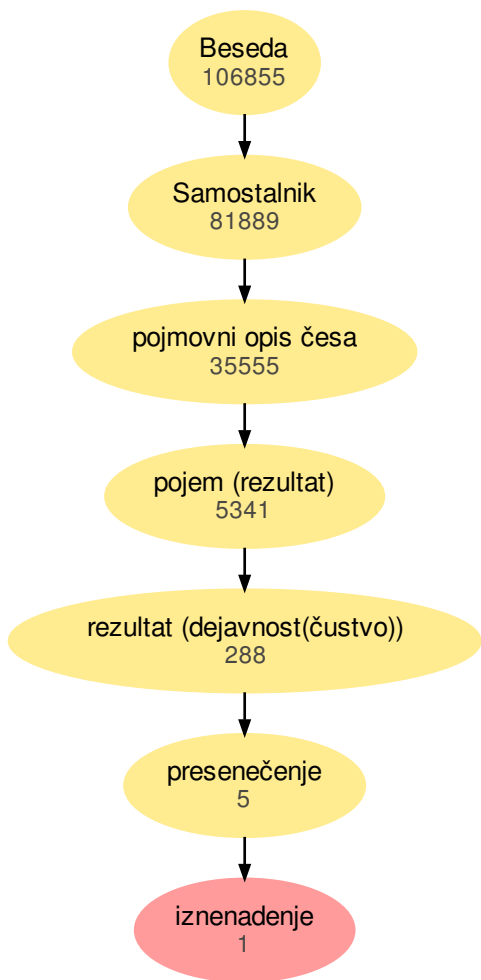 Beseda
106855
Samostalnik
81889
pojmovni opis česa
35555
pojem (rezultat)
5341
rezultat (dejavnost(čustvo))
288
presenečenje
5
iznenadenje
1